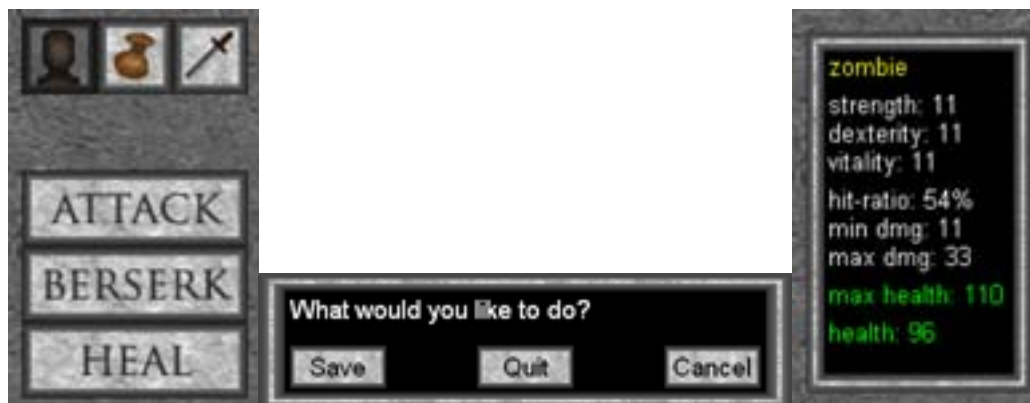 ATTACK
BERSERK
HEAL
What would you like to do?
Save Quit Cancel
zombie
strength: 11
dexterity: 11
vitality: 11
hit-ratio: 54%
min dmg: 11
max dmg: 33
max health: 110
health: 96